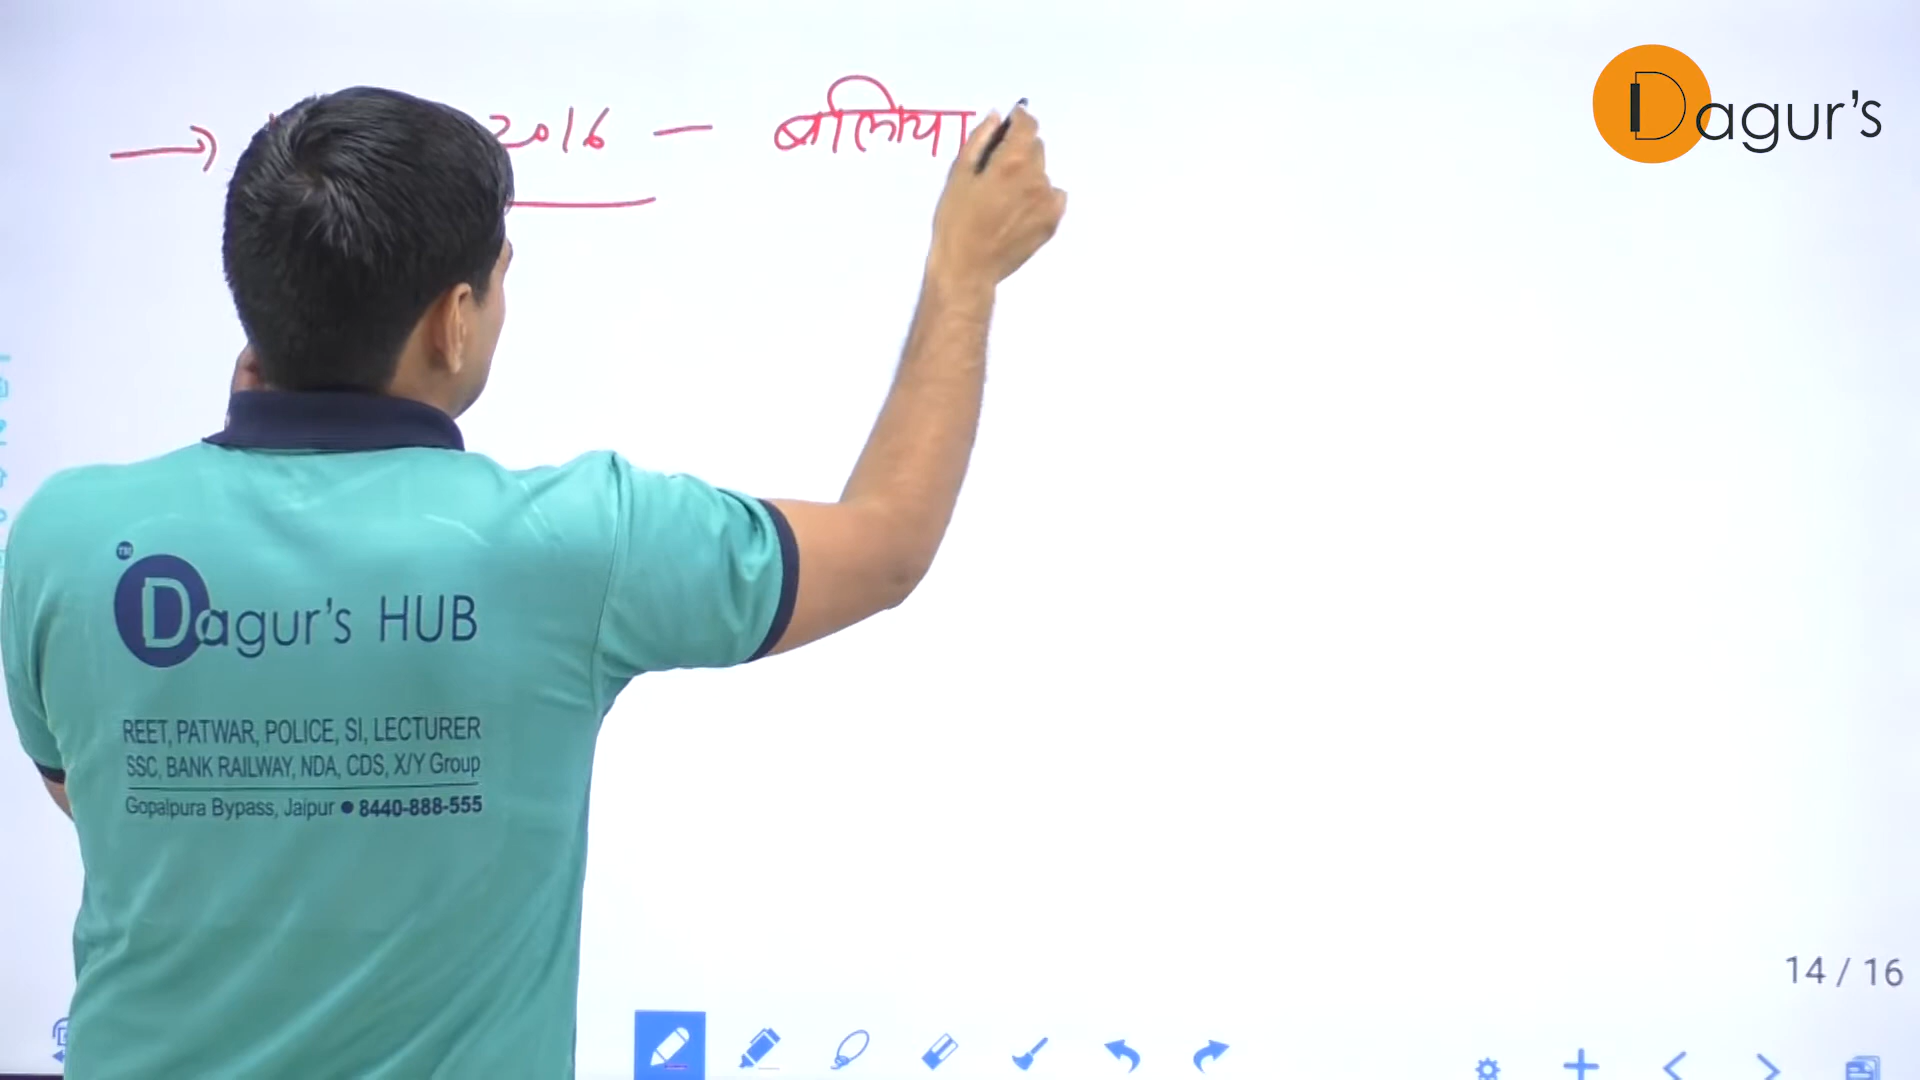 → 2016 – बलिया
Dagur's
TM
Dagur's HUB
REET, PATWAR, POLICE, SI, LECTURER
SSC, BANK RAILWAY, NDA, CDS, X/Y Group
Gopalpura Bypass, Jaipur ● 8440-888-555
14 / 16